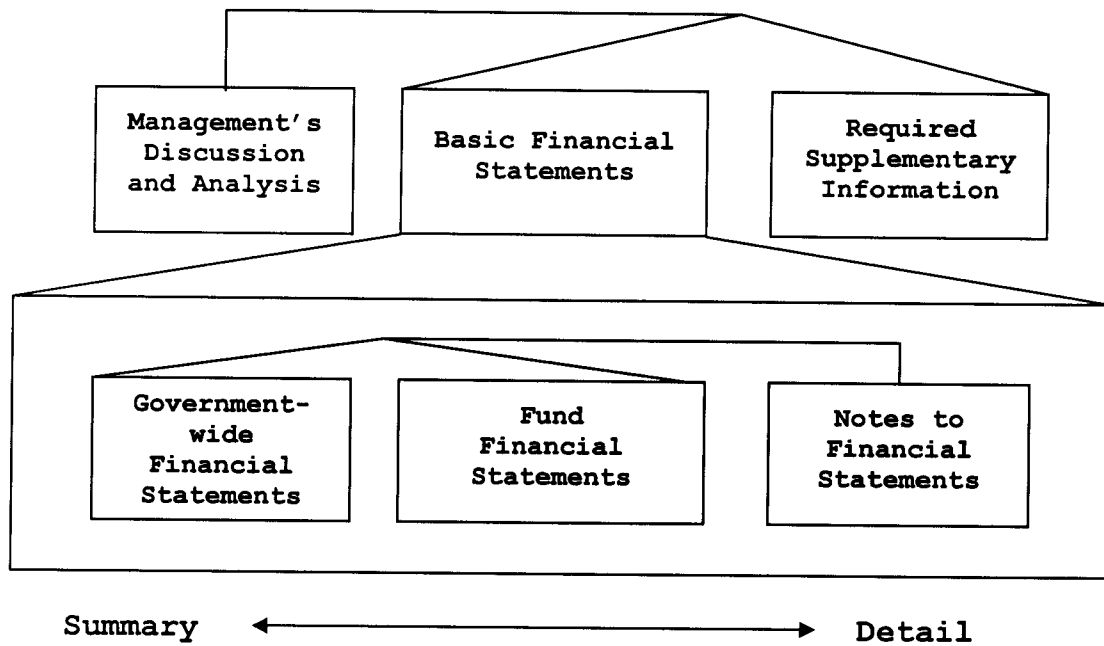 Management's
Discussion
and Analysis
Basic Financial
Statements
Required
Supplementary
Information
Government-
wide
Financial
Statements
Fund
Financial
Statements
Notes to
Financial
Statements
Summary
Detail